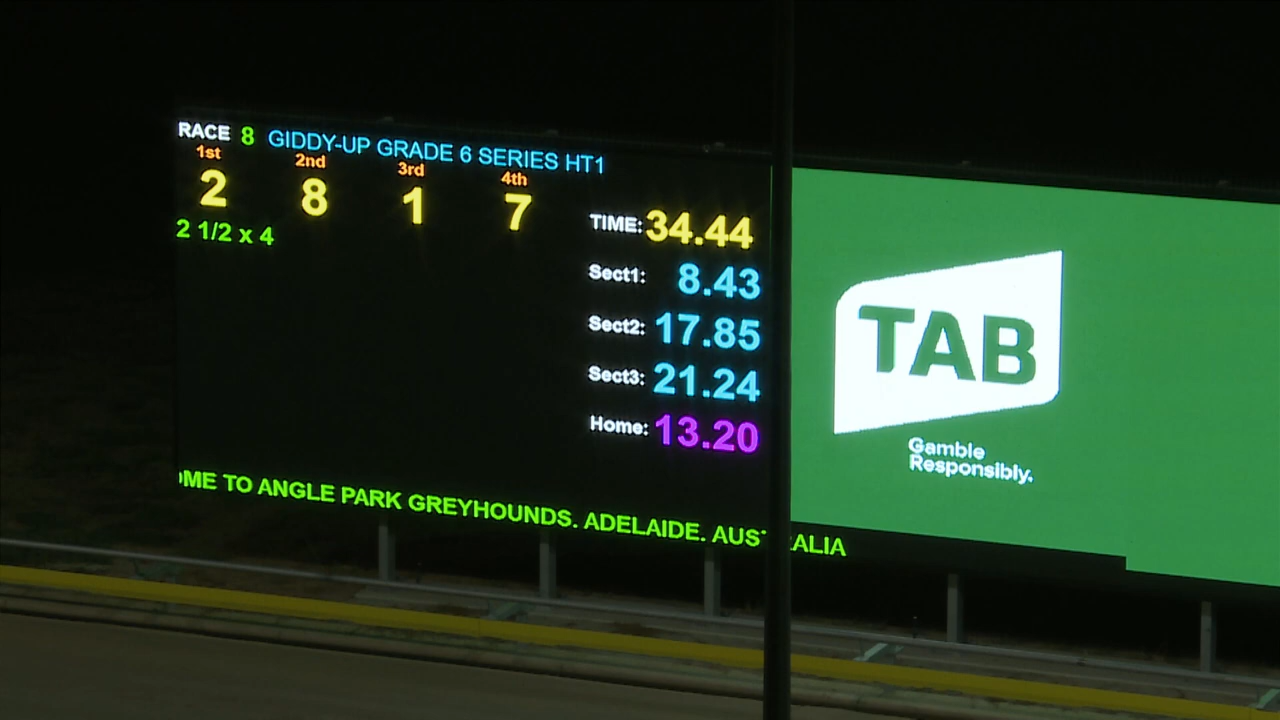 RACE 8 GIDDY-UP GRADE 6 SERIES HT1
1st 2nd 3rd 4th
2 8 1 7
2 1/2 x 4
TIME: 34.44
Sect1: 8.43
Sect2: 17.85
Sect3: 21.24
Home: 13.20
TAB
Gamble
Responsibly.
OME TO ANGLE PARK GREYHOUNDS. ADELAIDE. AUSTRALIA